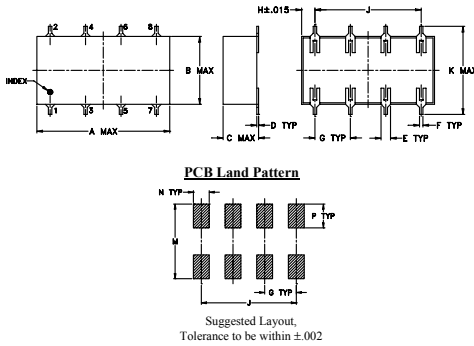 2 4 6 8
INDEX
1 3 5 7
A MAX
B MAX
C MAX
D TYP
H±.015
J
K MAX
G TYP
E TYP
F TYP
PCB Land Pattern
N TYP
P TYP
M
G TYP
J
Suggested Layout,
Tolerance to be within ±.002